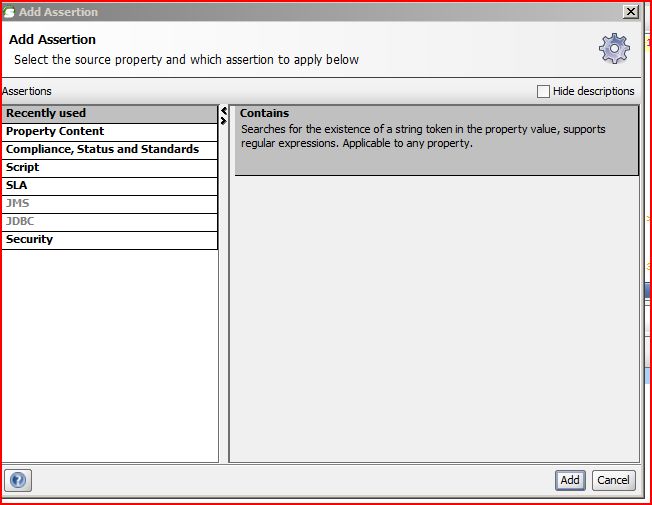 Add Assertion
Add Assertion
Select the source property and which assertion to apply below
Assertions
Hide descriptions
Recently used
Property Content
Compliance, Status and Standards
Script
SLA
JMS
JDBC
Security
Contains
Searches for the existence of a string token in the property value, supports
regular expressions. Applicable to any property.
Add
Cancel